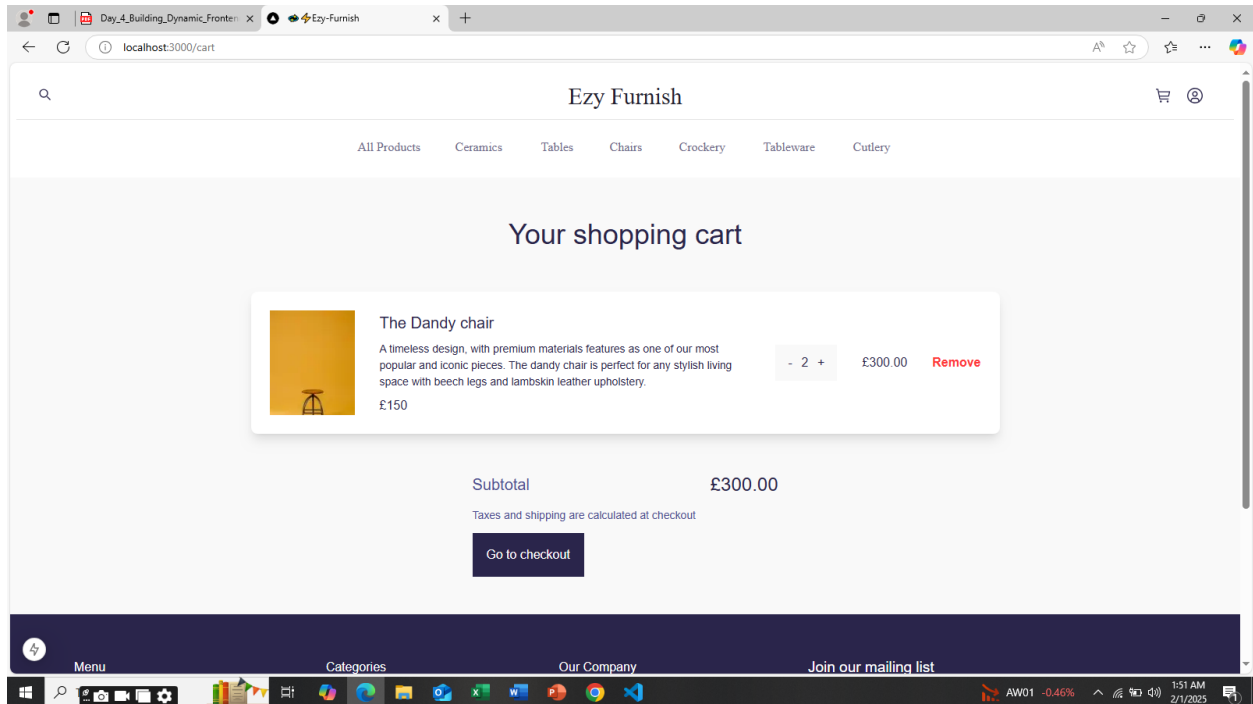 Day_4_Building_Dynamic_Fronten
Ezy-Furnish
localhost:3000/cart
Ezy Furnish
All Products Ceramics Tables Chairs Crockery Tableware Cutlery
Your shopping cart
The Dandy chair
A timeless design, with premium materials features as one of our most
popular and iconic pieces. The dandy chair is perfect for any stylish living
space with beech legs and lambskin leather upholstery.
£150
- 2 +
£300.00
Remove
Subtotal £300.00
Taxes and shipping are calculated at checkout
Go to checkout
Menu Categories Our Company Join our mailing list
AW01 -0.46%
1:51 AM
2/1/2025